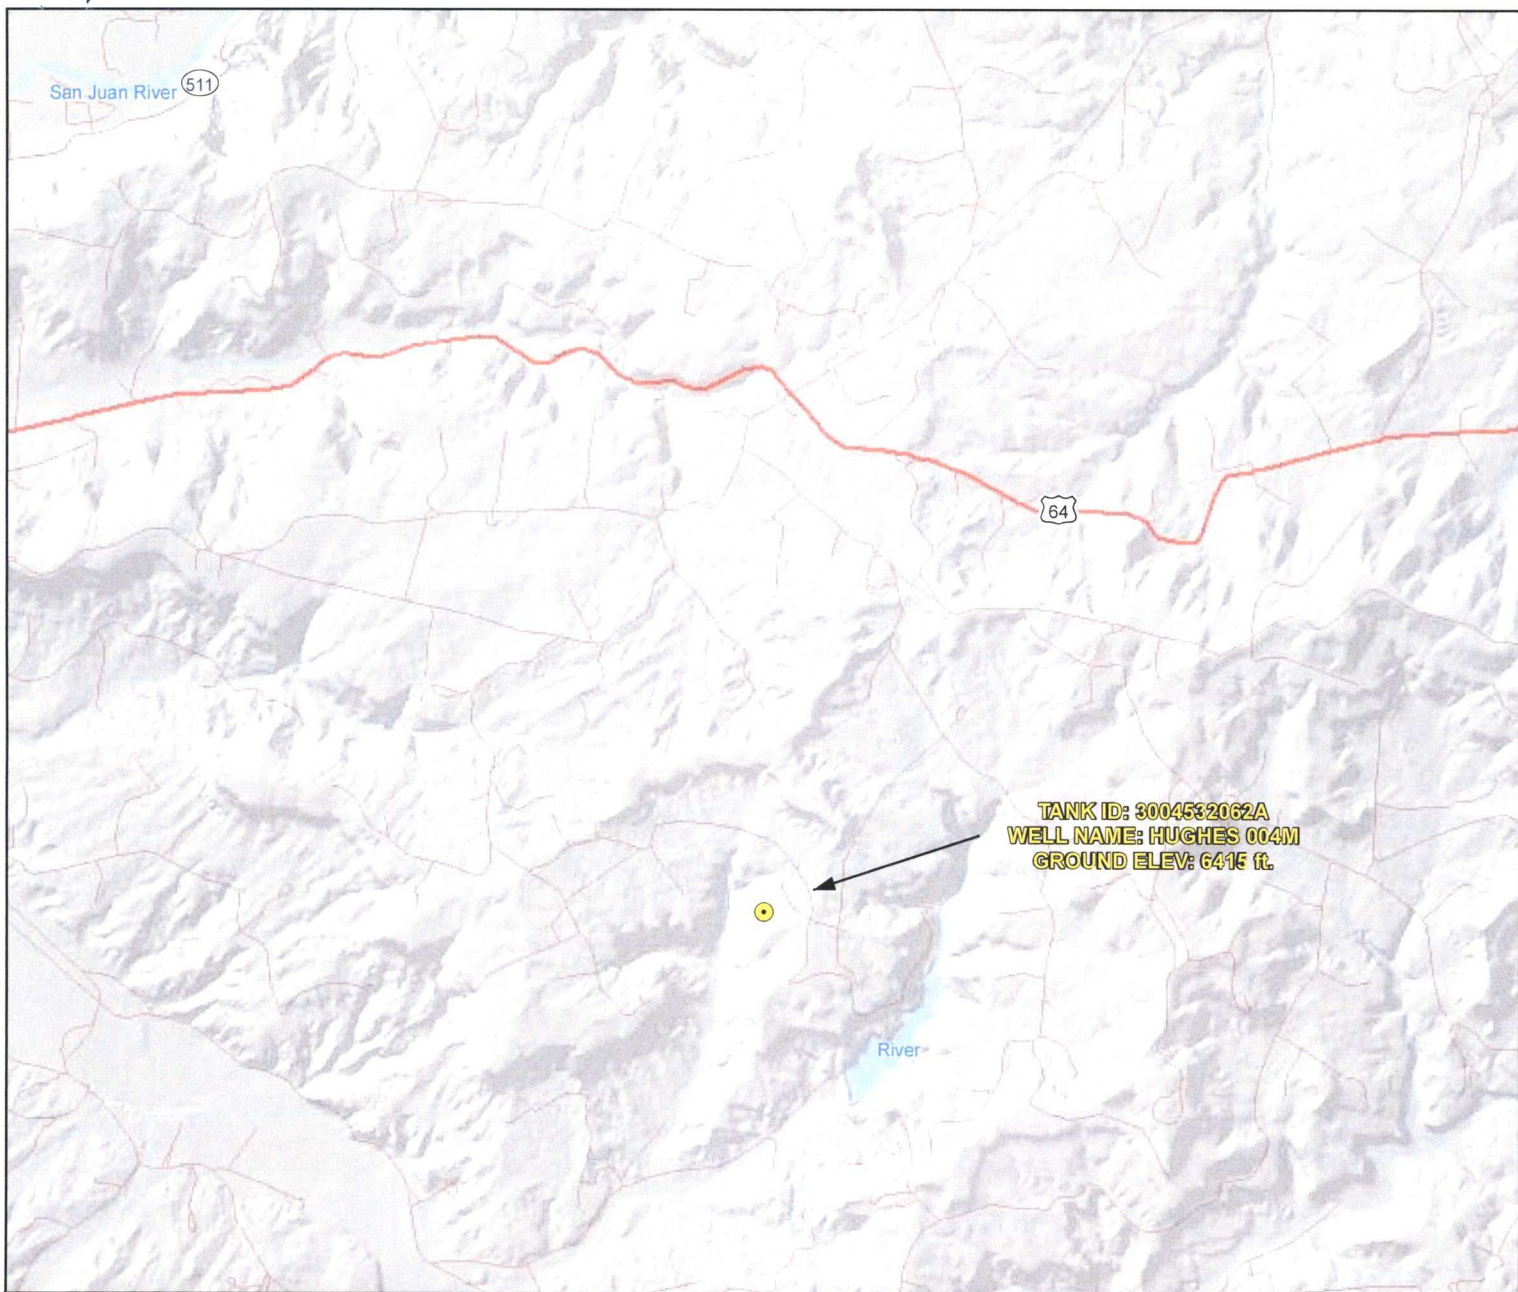 San Juan River 511
64
TANK ID: 3004532062A
WELL NAME: HUGHES 004M
GROUND ELEV: 6415 ft.
River